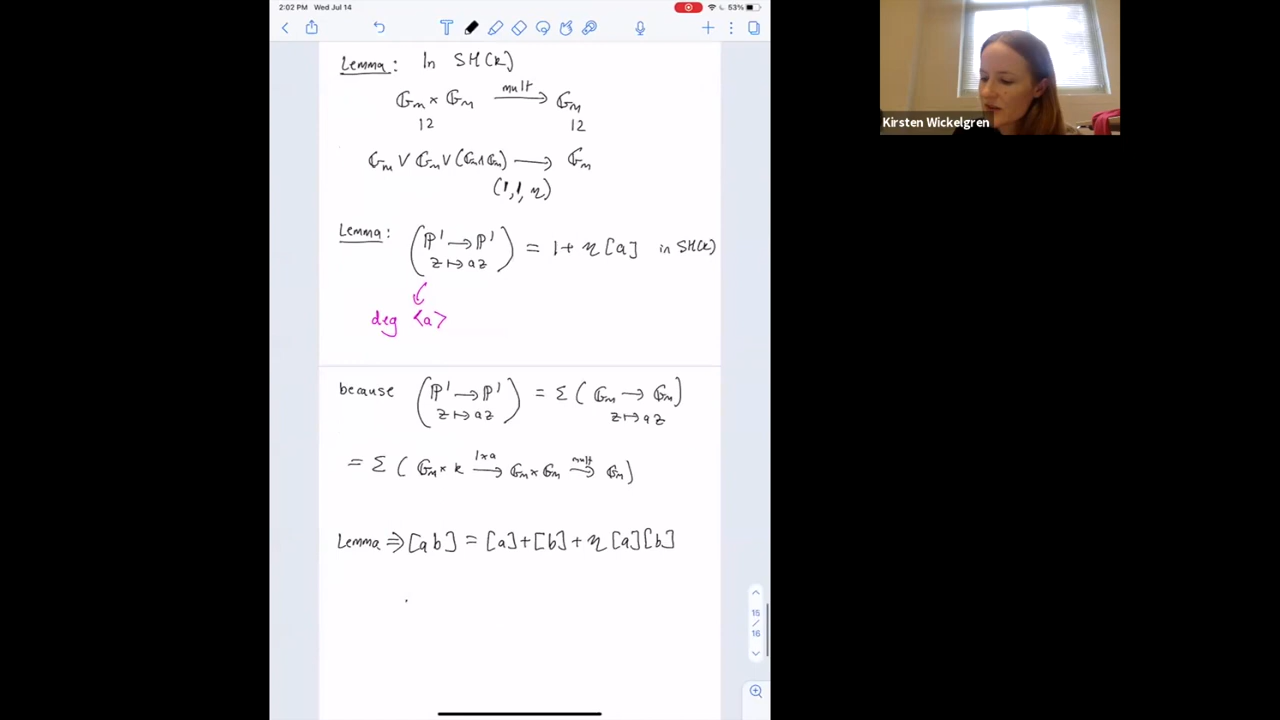 2:02 PM Wed Jul 14
53%
Lemma: In SH(k)
𝔾m × 𝔾m —mult→ 𝔾m
12 12
𝔾m ∨ 𝔾m ∨ (𝔾m ∧ 𝔾m) → 𝔾m
(1, 1, η)
Lemma: (ℙ¹ → ℙ¹ = 1 + η[a] in SH(k)
z ↦ az)
deg <a>
because (ℙ¹ → ℙ¹ = Σ (𝔾m → 𝔾m)
z ↦ az) z ↦ az
= Σ (𝔾m × k —1×a→ 𝔾m × 𝔾m —mult→ 𝔾m)
Lemma ⇒ [ab] = [a] + [b] + η[a][b]
15
/
16
Kirsten Wickelgren